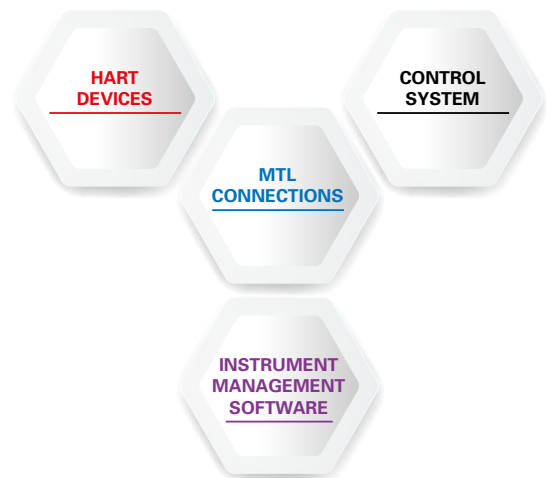 HART
DEVICES
CONTROL
SYSTEM
MTL
CONNECTIONS
INSTRUMENT
MANAGEMENT
SOFTWARE